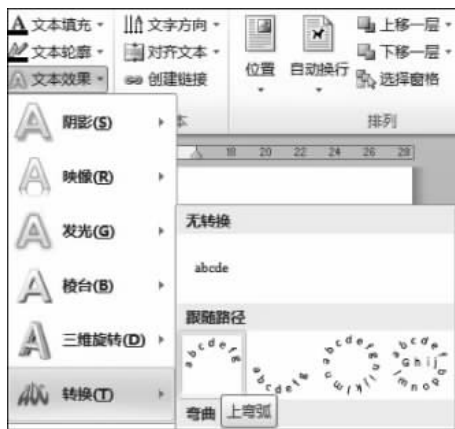 文本填充 文字方向
文本轮廓 对齐文本
文本效果 创建链接
位置 自动换行
上移一层
下移一层
选择窗格
本 排列
18 20 22 24 26 28
阴影(S)
映像(R)
发光(G)
棱台(B)
三维旋转(D)
转换(T)
无转换
abcde
跟随路径
abcdefg
abcdefg
弯曲
上弯弧